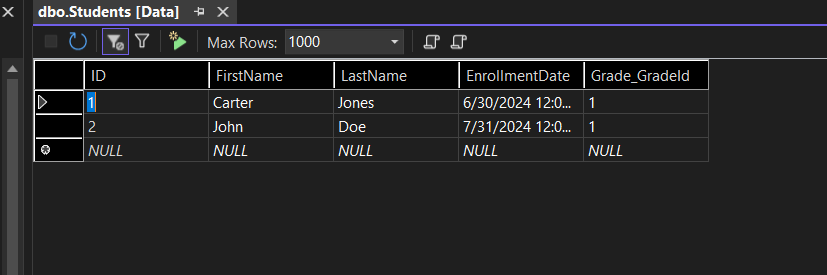 dbo.Students [Data]
Max Rows: 1000
ID FirstName LastName EnrollmentDate Grade_GradeId
1 Carter Jones 6/30/2024 12:0... 1
2 John Doe 7/31/2024 12:0... 1
NULL NULL NULL NULL NULL